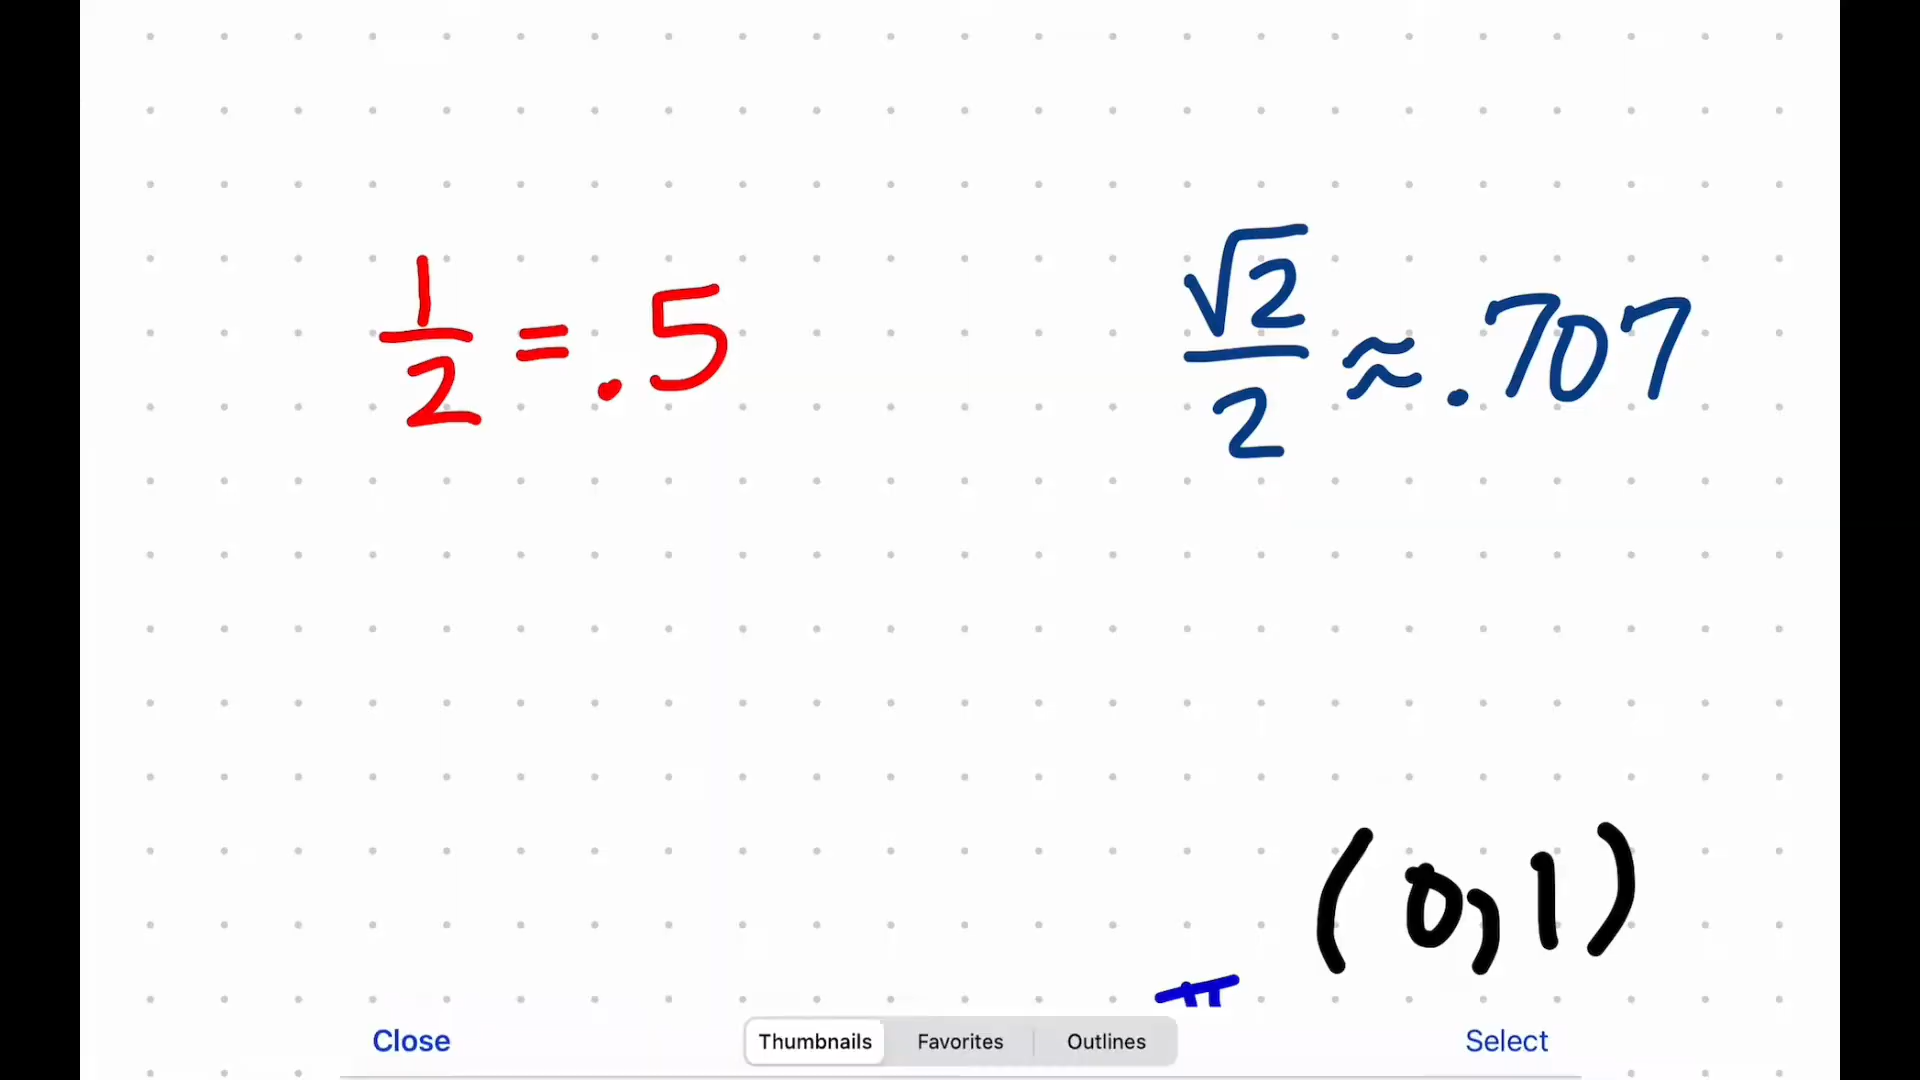 1/2 = .5
√2/2 ≈ .707
(0,1)
π
Close Thumbnails Favorites Outlines Select